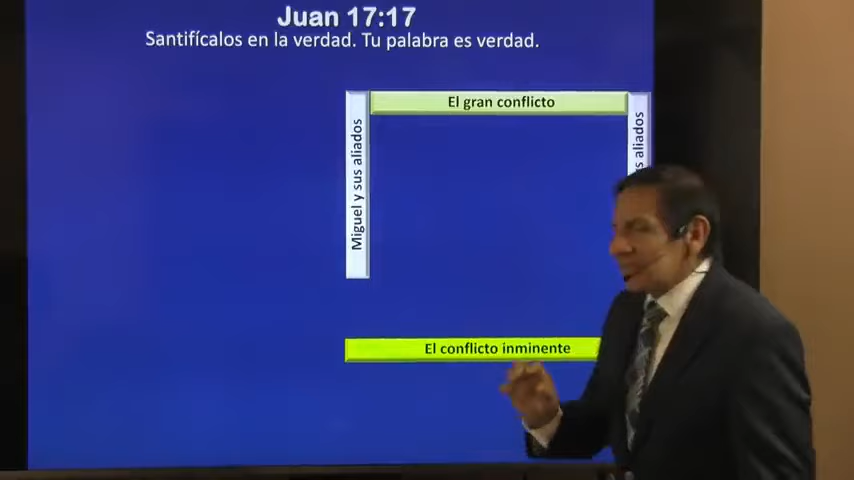 Juan 17:17
Santifícalos en la verdad. Tu palabra es verdad.
El gran conflicto
Miguel y sus aliados
aliados
El conflicto inminente